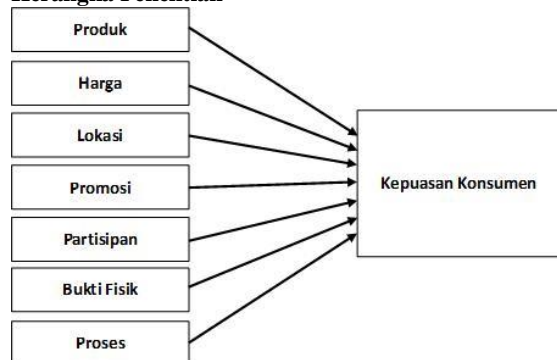 Produk
Harga
Lokasi
Promosi
Partisipan
Bukti Fisik
Proses
Kepuasan Konsumen